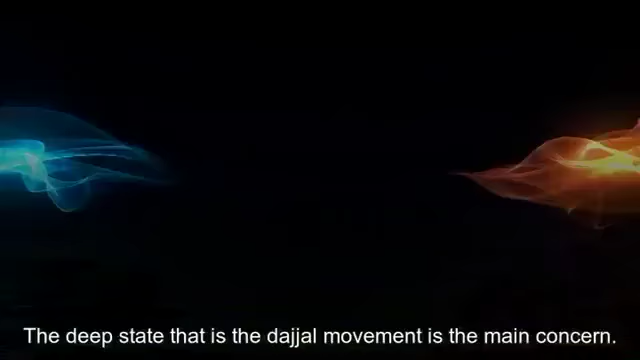 The deep state that is the dajjal movement is the main concern.